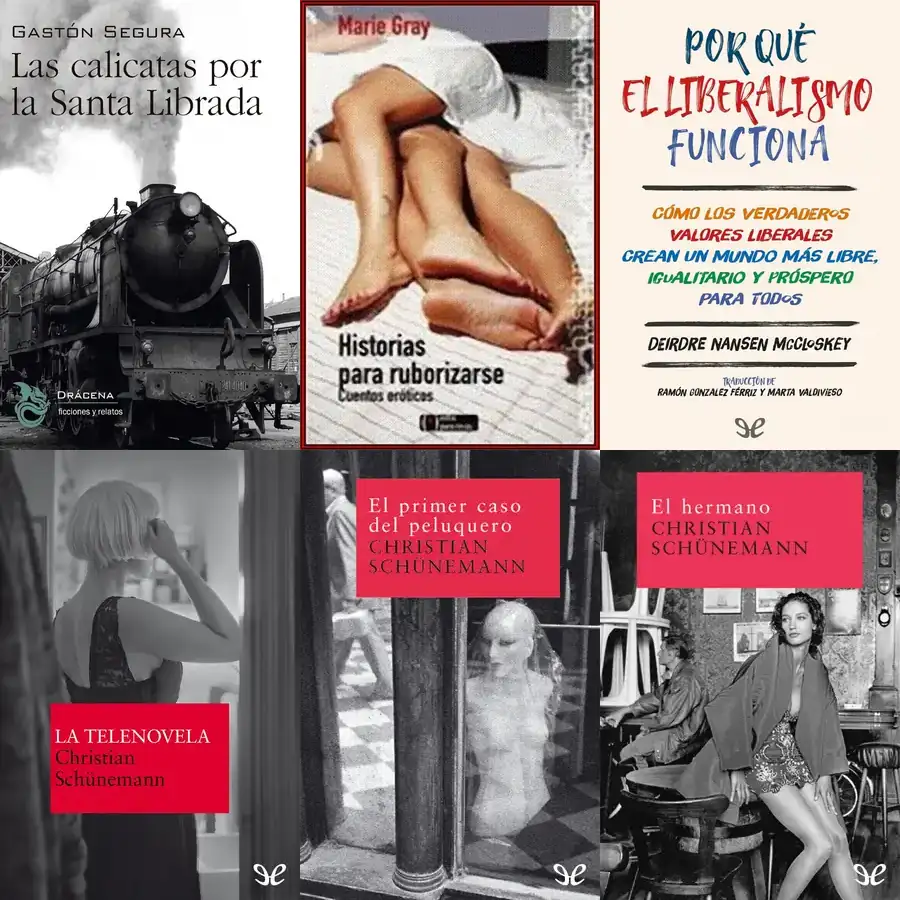 GASTÓN SEGURA
Las calicatas por
la Santa Librada
DRÁCENA
ficciones y relatos
Marie Gray
Historias
para ruborizarse
Cuentos eróticos
POR QUÉ
EL LIBERALISMO
FUNCIONA
CÓMO LOS VERDADEROS
VALORES LIBERALES
CREAN UN MUNDO MÁS LIBRE,
IGUALITARIO Y PRÓSPERO
PARA TODOS
DEIRDRE NANSEN McCLOSKEY
TRADUCCIÓN DE
RAMÓN GONZÁLEZ FÉRRIZ Y MARTA VALDIVIESO
LA TELENOVELA
Christian
Schünemann
El primer caso
del peluquero
CHRISTIAN
SCHÜNEMANN
El hermano
CHRISTIAN
SCHÜNEMANN